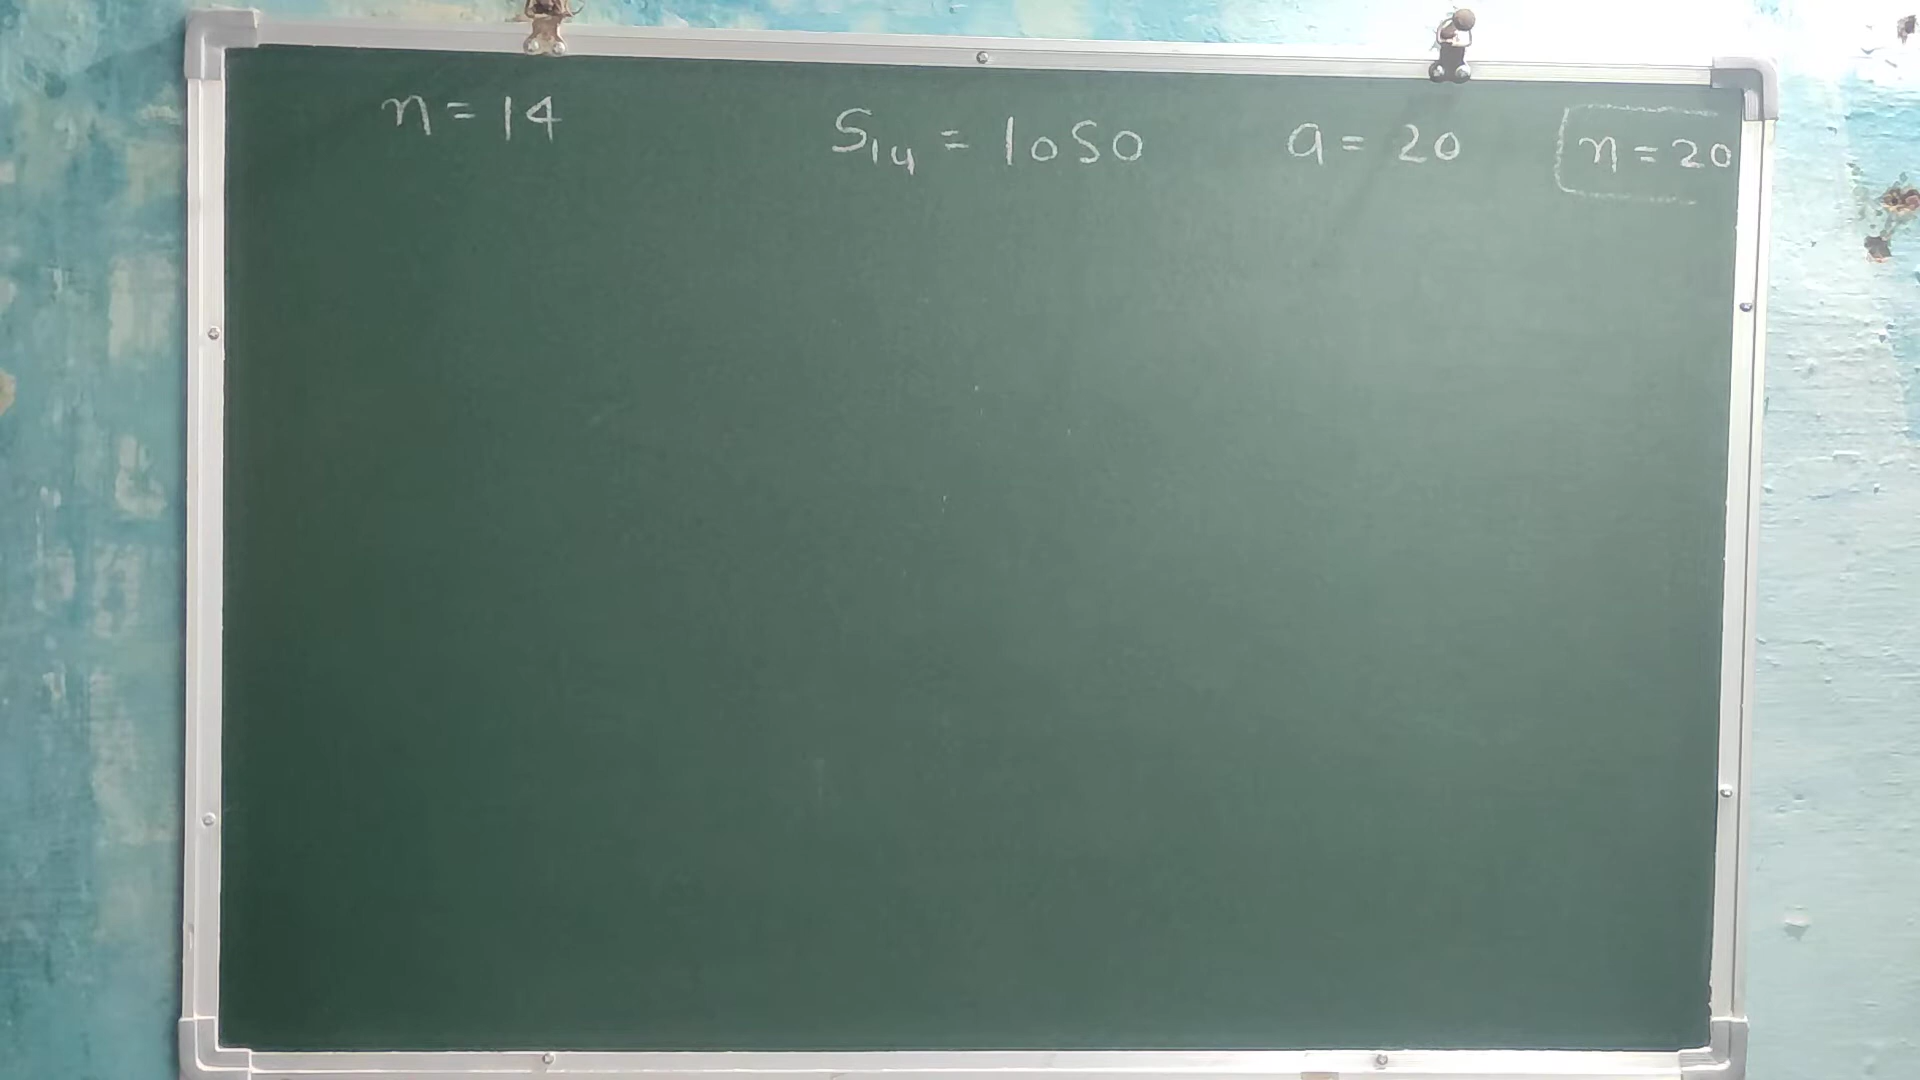 n = 14 S₁₄ = 1050 a = 20 n = 20